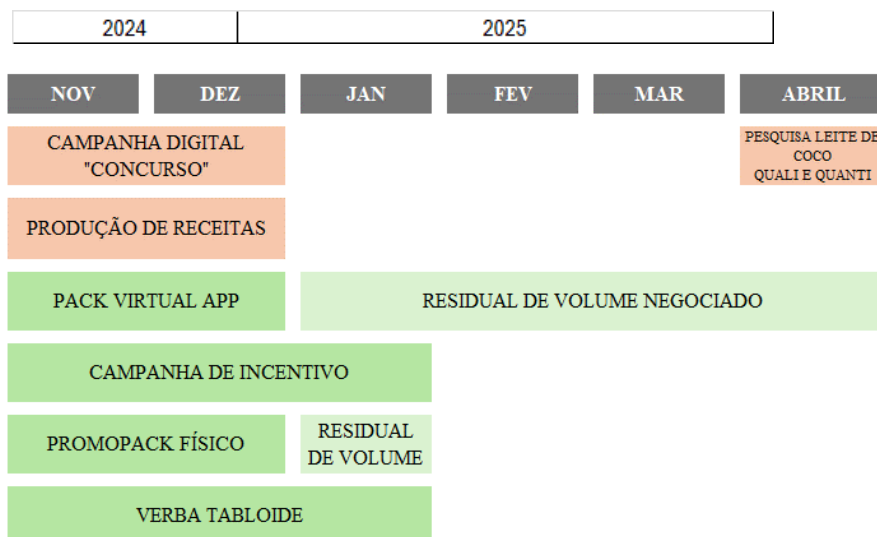 2024
2025
NOV
DEZ
JAN
FEV
MAR
ABRIL
CAMPANHA DIGITAL
"CONCURSO"
PESQUISA LEITE DE
COCO
QUALI E QUANTI
PRODUÇÃO DE RECEITAS
PACK VIRTUAL APP
RESIDUAL DE VOLUME NEGOCIADO
CAMPANHA DE INCENTIVO
PROMOPACK FÍSICO
RESIDUAL
DE VOLUME
VERBA TABLOIDE